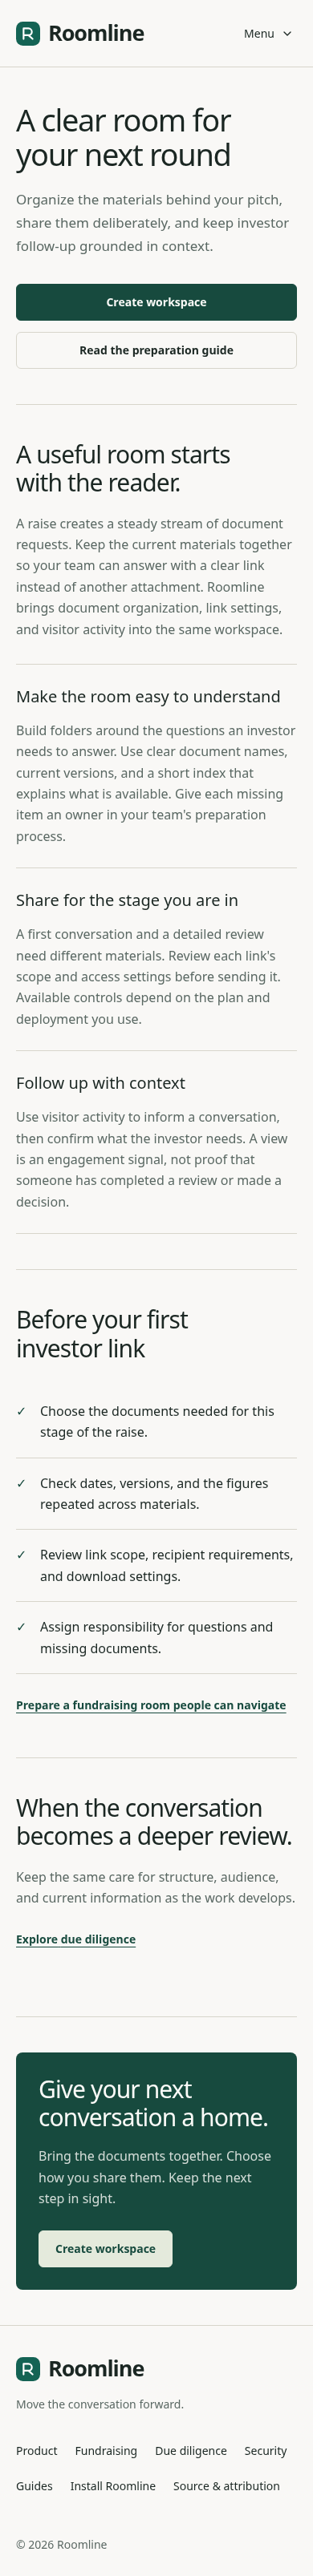 R Roomline
Menu
A clear room for
your next round
Organize the materials behind your pitch,
share them deliberately, and keep investor
follow-up grounded in context.
Create workspace
Read the preparation guide
A useful room starts
with the reader.
A raise creates a steady stream of document
requests. Keep the current materials together
so your team can answer with a clear link
instead of another attachment. Roomline
brings document organization, link settings,
and visitor activity into the same workspace.
Make the room easy to understand
Build folders around the questions an investor
needs to answer. Use clear document names,
current versions, and a short index that
explains what is available. Give each missing
item an owner in your team's preparation
process.
Share for the stage you are in
A first conversation and a detailed review
need different materials. Review each link's
scope and access settings before sending it.
Available controls depend on the plan and
deployment you use.
Follow up with context
Use visitor activity to inform a conversation,
then confirm what the investor needs. A view
is an engagement signal, not proof that
someone has completed a review or made a
decision.
Before your first
investor link
✓ Choose the documents needed for this
stage of the raise.
✓ Check dates, versions, and the figures
repeated across materials.
✓ Review link scope, recipient requirements,
and download settings.
✓ Assign responsibility for questions and
missing documents.
Prepare a fundraising room people can navigate
When the conversation
becomes a deeper review.
Keep the same care for structure, audience,
and current information as the work develops.
Explore due diligence
Give your next
conversation a home.
Bring the documents together. Choose
how you share them. Keep the next
step in sight.
Create workspace
R Roomline
Move the conversation forward.
Product Fundraising Due diligence Security
Guides Install Roomline Source & attribution
© 2026 Roomline